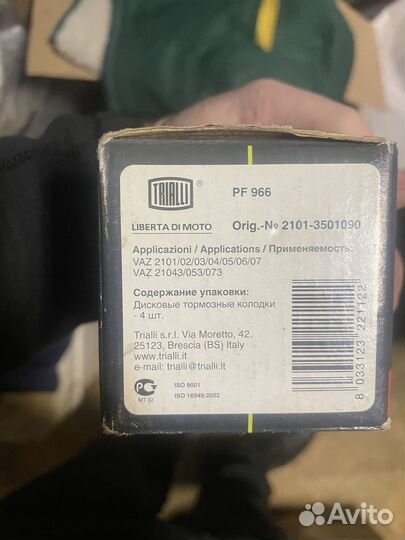 TRIALLI ®
PF 966
LIBERTA DI MOTO
Orig.-№ 2101-3501090
Applicazioni / Applications / Применяемость:
VAZ 2101/02/03/04/05/06/07
VAZ 21043/053/073
Содержание упаковки:
Дисковые тормозные колодки
- 4 шт.
Trialli s.r.l. Via Moretto, 42.
25123, Brescia (BS) Italy
www.trialli.it
e-mail: trialli@trialli.it
8 033123 221122
МТ 32
ISO 9001
ISO 16949:2002
Avito